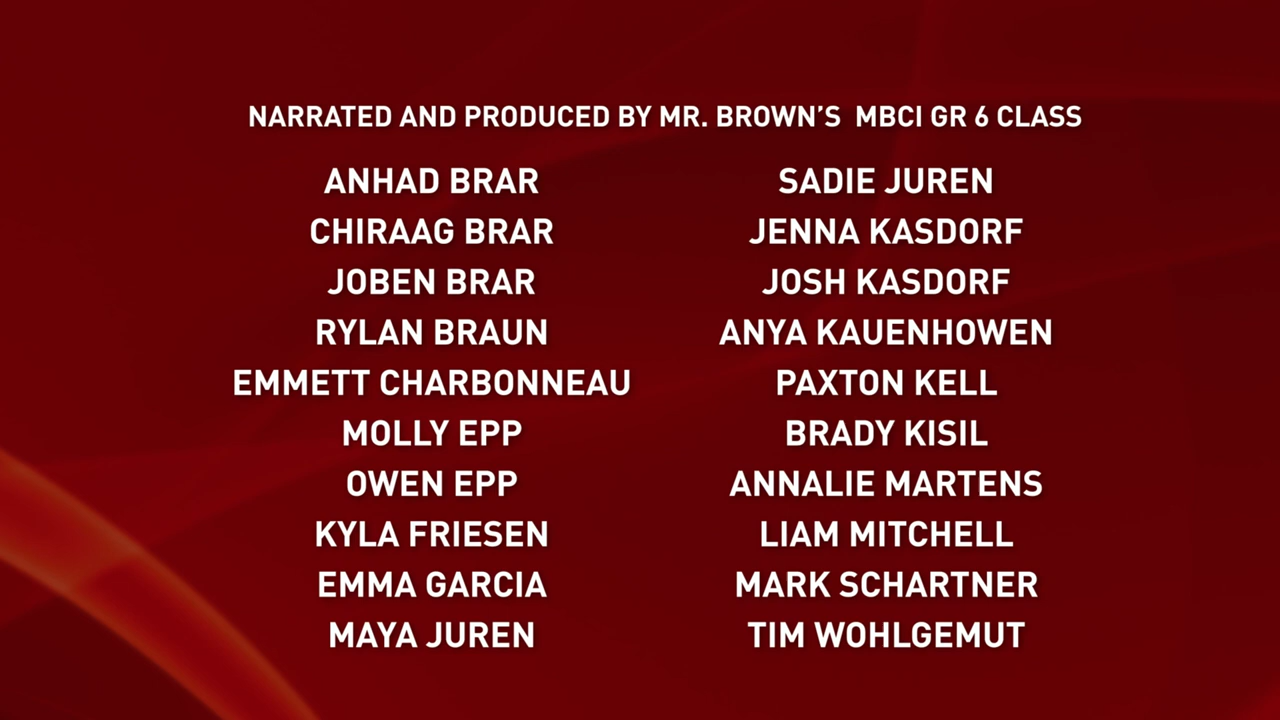 NARRATED AND PRODUCED BY MR. BROWN'S  MBCI GR 6 CLASS
ANHAD BRAR
CHIRAAG BRAR
JOBEN BRAR
RYLAN BRAUN
EMMETT CHARBONNEAU
MOLLY EPP
OWEN EPP
KYLA FRIESEN
EMMA GARCIA
MAYA JUREN
SADIE JUREN
JENNA KASDORF
JOSH KASDORF
ANYA KAUENHOWEN
PAXTON KELL
BRADY KISIL
ANNALIE MARTENS
LIAM MITCHELL
MARK SCHARTNER
TIM WOHLGEMUT